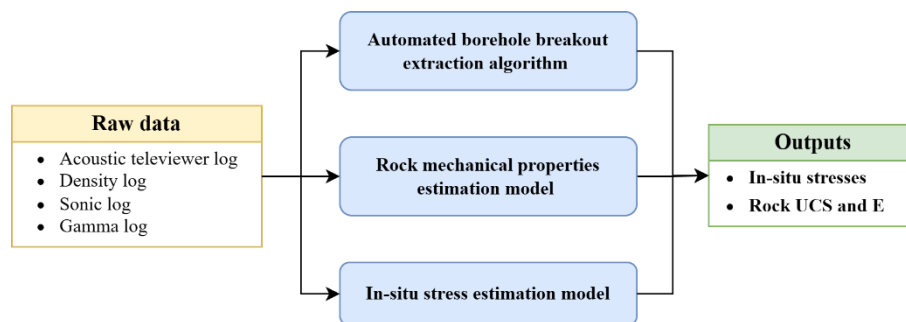 Automated borehole breakout
extraction algorithm
Raw data
• Acoustic televiewer log
• Density log
• Sonic log
• Gamma log
Rock mechanical properties
estimation model
Outputs
• In-situ stresses
• Rock UCS and E
In-situ stress estimation model